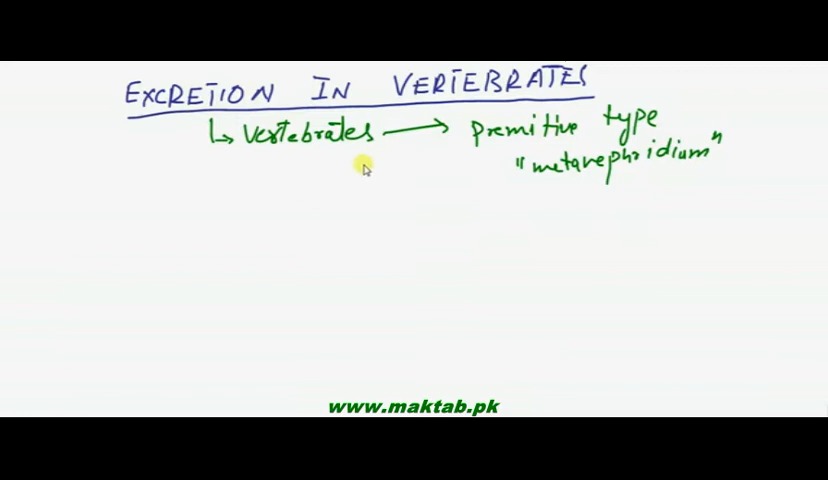 EXCRETION IN VERTEBRATES
Vertebrates → premitive type
"metanephridium"
www.maktab.pk